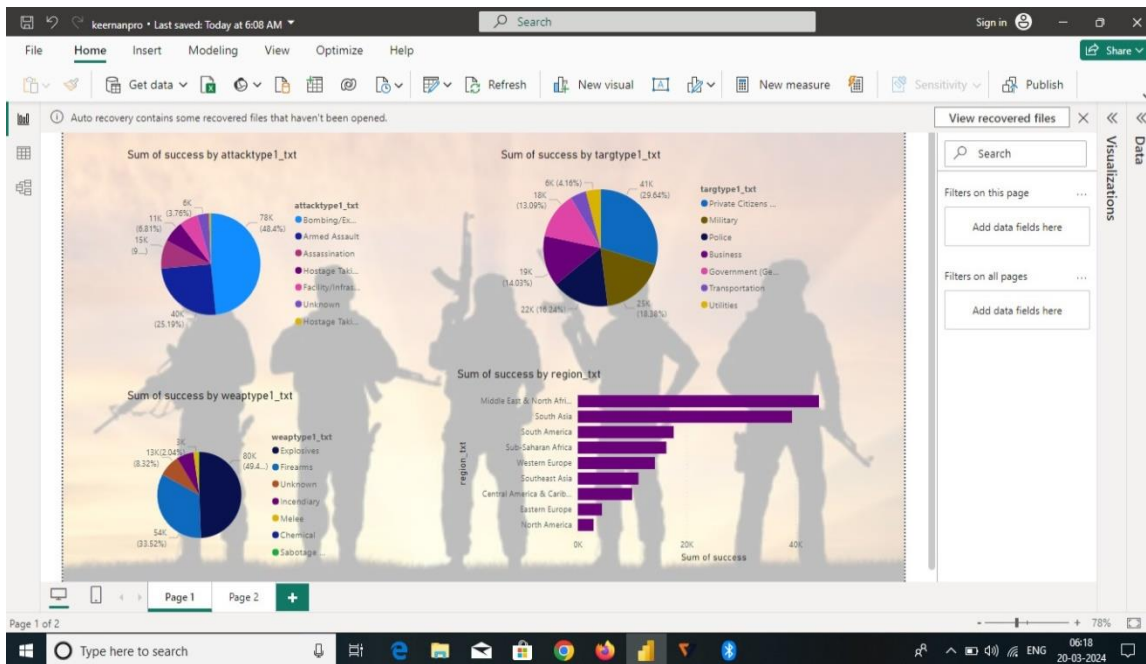 keernanpro • Last saved: Today at 6:08 AM
Search
Sign in
File Home Insert Modeling View Optimize Help
Share
Get data
Refresh
New visual
New measure
Sensitivity
Publish
Auto recovery contains some recovered files that haven't been opened.
View recovered files
Sum of success by attacktype1_txt
6K
(3.76%)
11K
(6.81%)
15K
(9...)
40K
(25.19%)
78K
(48.4%)
attacktype1_txt
Bombing/Ex...
Armed Assault
Assassination
Hostage Taki...
Facility/Infras...
Unknown
Hostage Taki...
Sum of success by targtype1_txt
6K (4.16%)
18K
(13.09%)
19K
(14.03%)
22K (16.24%)
25K
(18.38%)
41K
(29.64%)
targtype1_txt
Private Citizens ...
Military
Police
Business
Government (Ge...
Transportation
Utilities
Sum of success by weaptype1_txt
3K
13K(2.04%)
(8.32%)
54K
(33.52%)
80K
(49.4...)
weaptype1_txt
Explosives
Firearms
Unknown
Incendiary
Melee
Chemical
Sabotage ...
Sum of success by region_txt
region_txt
Middle East & North Afri...
South Asia
South America
Sub-Saharan Africa
Western Europe
Southeast Asia
Central America & Carib...
Eastern Europe
North America
0K 20K 40K
Sum of success
Search
Filters on this page ...
Add data fields here
Filters on all pages ...
Add data fields here
Visualizations
Data
Page 1 Page 2
Page 1 of 2
78%
Type here to search
ENG
06:18
20-03-2024